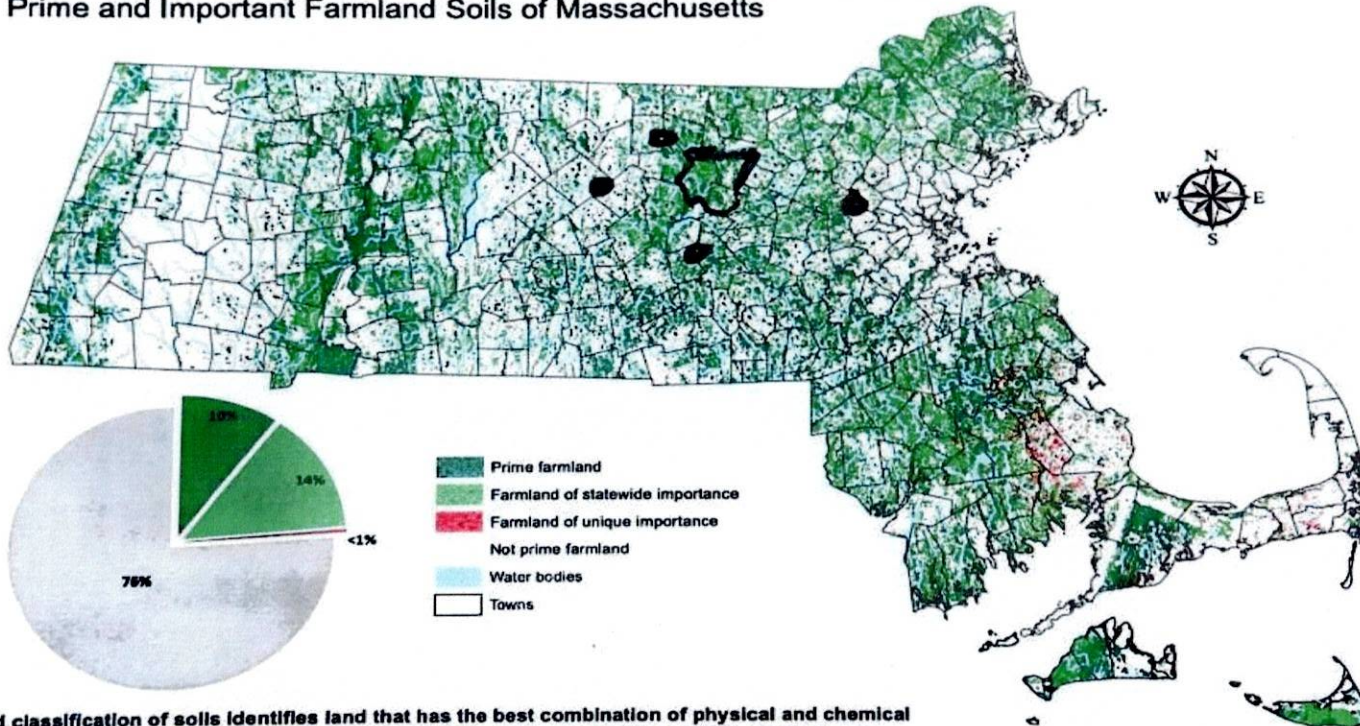 Prime and Important Farmland Soils of Massachusetts
N
W E
S
10%
14%
<1%
76%
Prime farmland
Farmland of statewide importance
Farmland of unique importance
Not prime farmland
Water bodies
Towns
classification of soils identifies land that has the best combination of physical and chemical